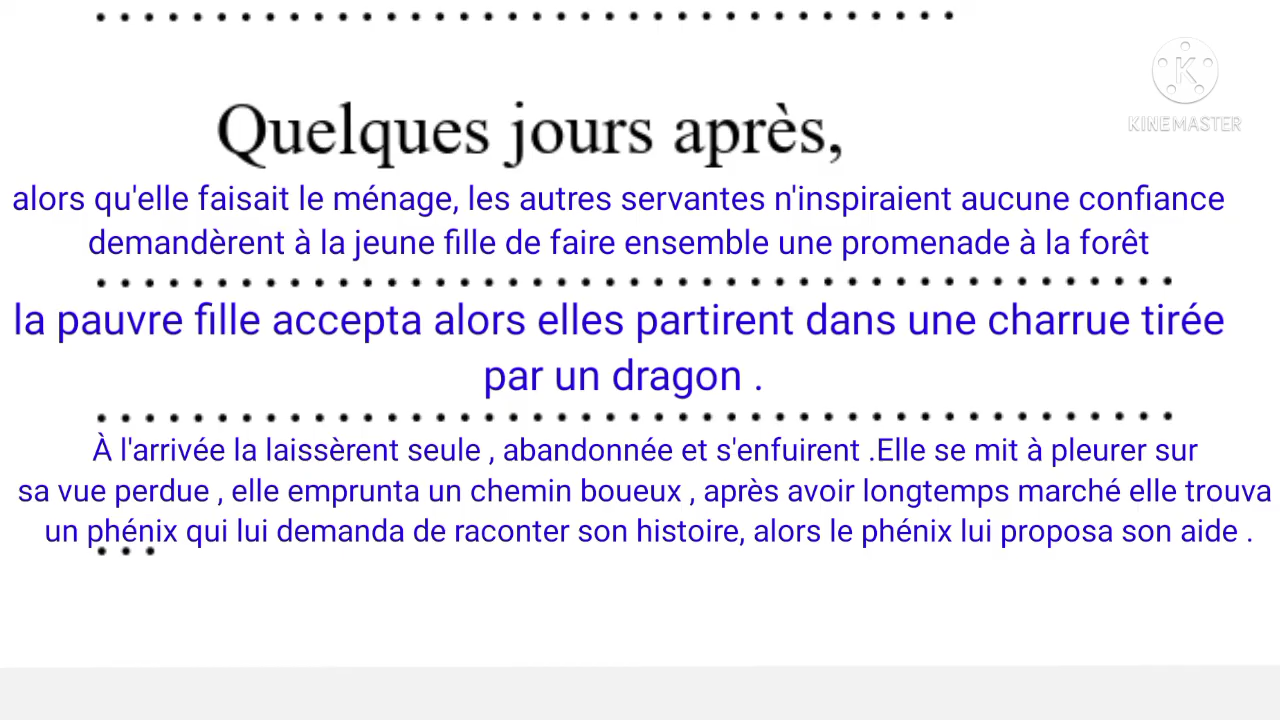 KINEMASTER
Quelques jours après,
alors qu'elle faisait le ménage, les autres servantes n'inspiraient aucune confiance
demandèrent à la jeune fille de faire ensemble une promenade à la forêt
la pauvre fille accepta alors elles partirent dans une charrue tirée
par un dragon .
À l'arrivée la laissèrent seule , abandonnée et s'enfuirent .Elle se mit à pleurer sur
sa vue perdue , elle emprunta un chemin boueux , après avoir longtemps marché elle trouva
un phénix qui lui demanda de raconter son histoire, alors le phénix lui proposa son aide .